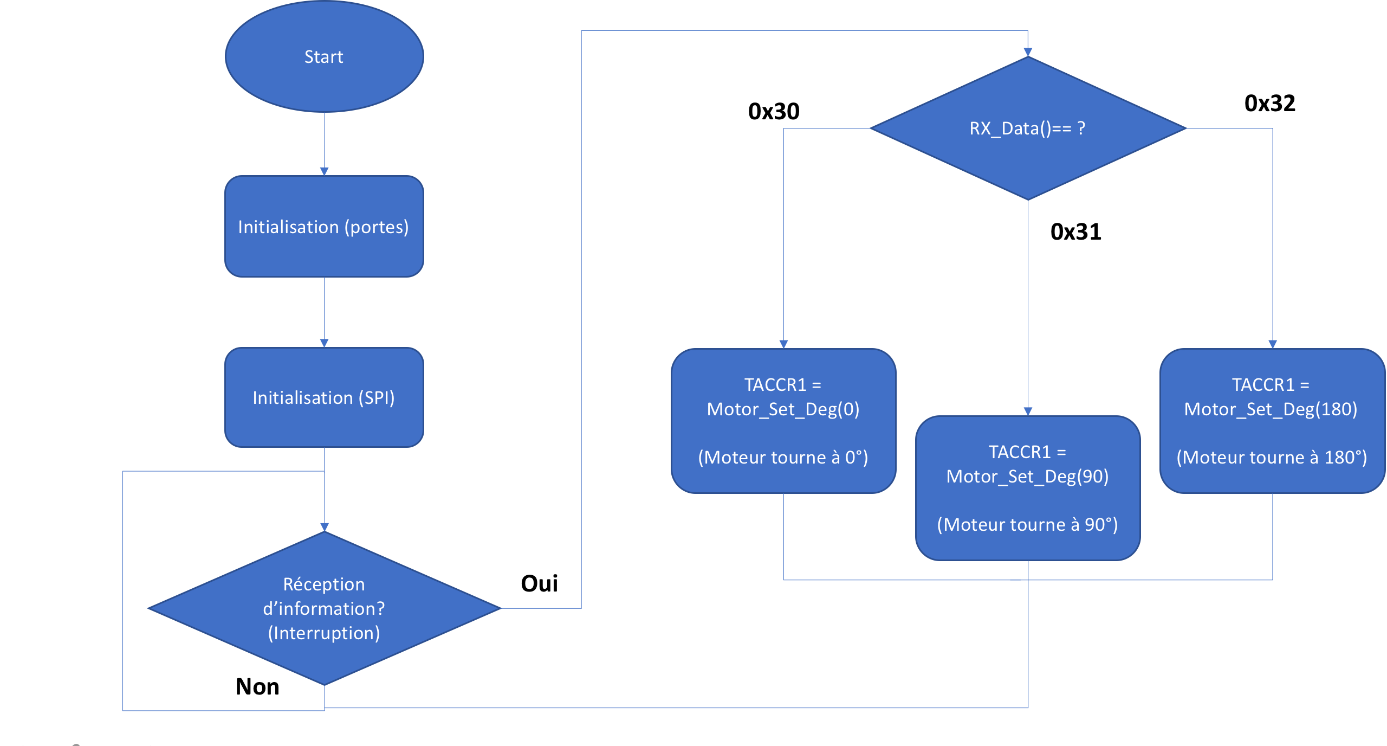 Start
Initialisation (portes)
Initialisation (SPI)
Réception
d'information?
(Interruption)
Oui
Non
RX_Data()== ?
0x30
0x31
0x32
TACCR1 =
Motor_Set_Deg(0)
(Moteur tourne à 0°)
TACCR1 =
Motor_Set_Deg(90)
(Moteur tourne à 90°)
TACCR1 =
Motor_Set_Deg(180)
(Moteur tourne à 180°)